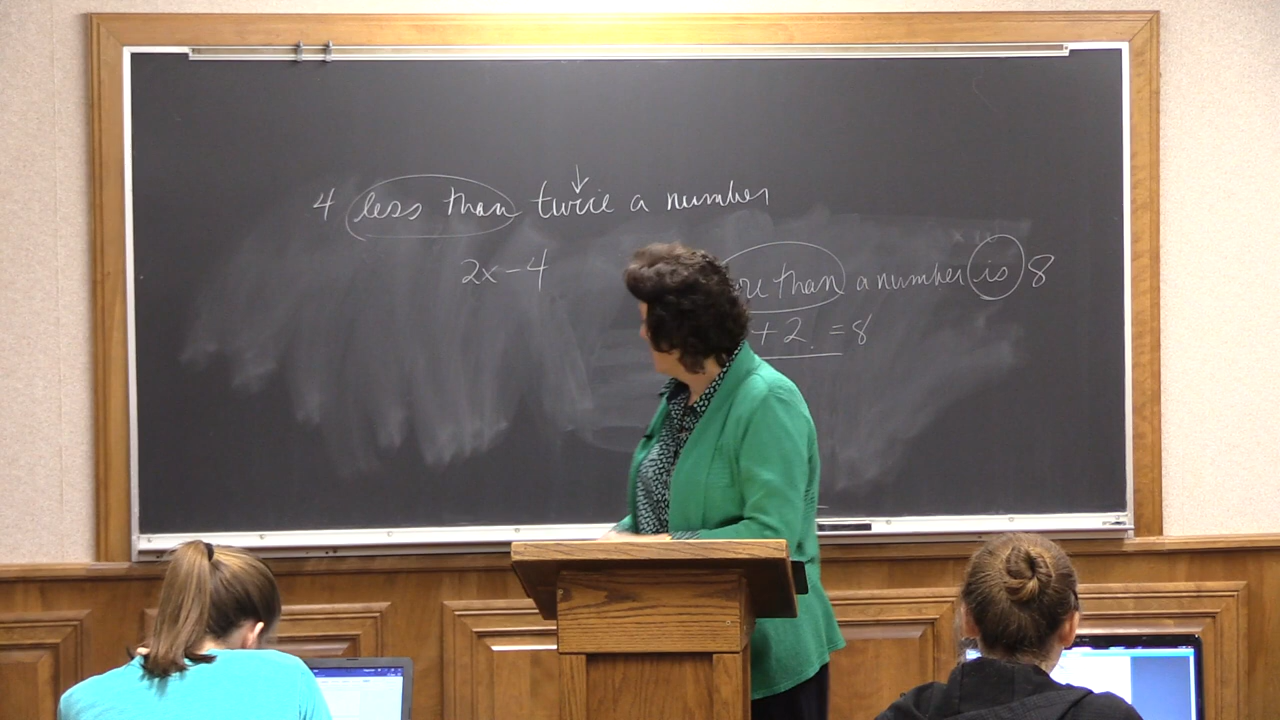 4 less than twice a number
2x - 4
than a number is 8
+ 2 = 8